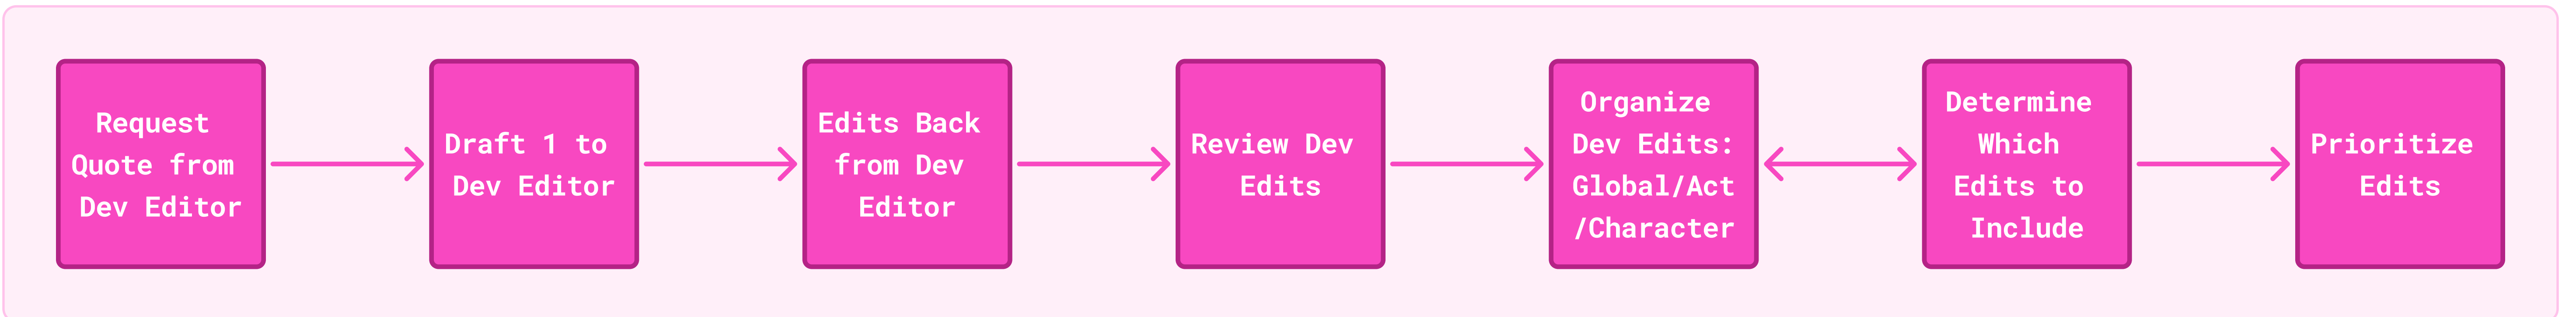 Request
Quote from
Dev Editor
Draft 1 to
Dev Editor
Edits Back
from Dev
Editor
Review Dev
Edits
Organize
Dev Edits:
Global/Act
/Character
Determine
Which
Edits to
Include
Prioritize
Edits